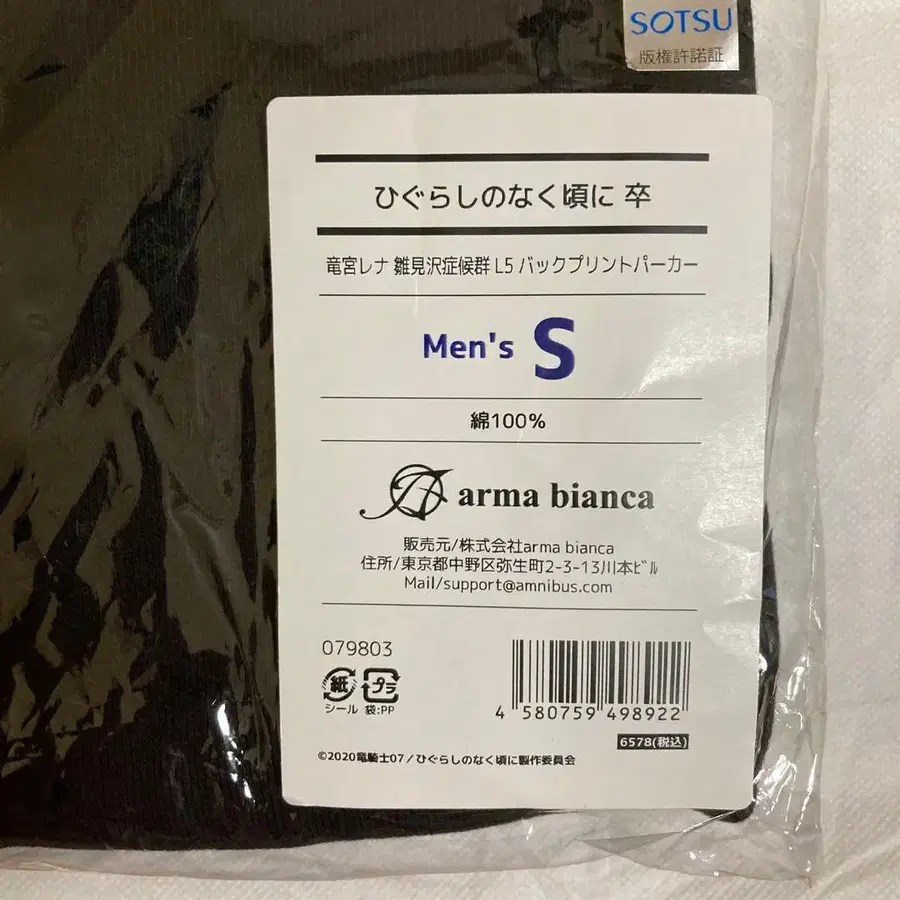 SOTSU
版権許諾証
ひぐらしのなく頃に 卒
竜宮レナ 雛見沢症候群 L5 バックプリントパーカー
Men's S
綿100%
arma bianca
販売元/株式会社arma bianca
住所/東京都中野区弥生町2-3-13川本ビル
Mail/support@amnibus.com
079803
紙 プラ
シール 袋:PP
4 580759 498922
6578(税込)
©2020竜騎士07/ひぐらしのなく頃に製作委員会